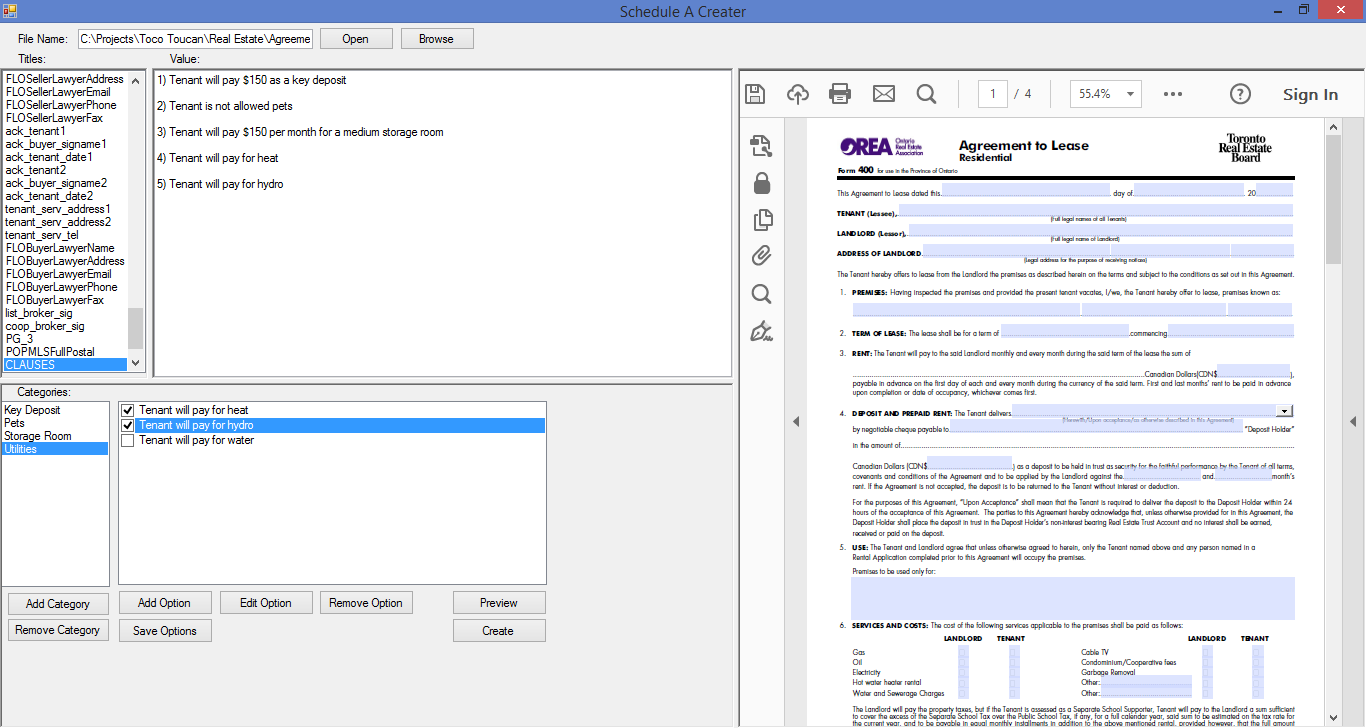 Schedule A Creater
File Name: C:\Projects\Toco Toucan\Real Estate\Agreeme Open Browse
Titles: Value:
FLOSellerLawyerAddress
FLOSellerLawyerEmail
FLOSellerLawyerPhone
FLOSellerLawyerFax
ack_tenant1
ack_buyer_signame1
ack_tenant_date1
ack_tenant2
ack_buyer_signame2
ack_tenant_date2
tenant_serv_address1
tenant_serv_address2
tenant_serv_tel
FLOBuyerLawyerName
FLOBuyerLawyerAddress
FLOBuyerLawyerEmail
FLOBuyerLawyerPhone
FLOBuyerLawyerFax
list_broker_sig
coop_broker_sig
PG_3
POPMLSFullPostal
CLAUSES
1) Tenant will pay $150 as a key deposit
2) Tenant is not allowed pets
3) Tenant will pay $150 per month for a medium storage room
4) Tenant will pay for heat
5) Tenant will pay for hydro
Categories:
Key Deposit
Pets
Storage Room
Utilities
Tenant will pay for heat
Tenant will pay for hydro
Tenant will pay for water
Add Category Add Option Edit Option Remove Option Preview
Remove Category Save Options Create
1 / 4 55.4% Sign In
OREA Ontario Real Estate Association
Agreement to Lease
Residential
Toronto
Real Estate
Board
Form 400 for use in the Province of Ontario
This Agreement to Lease dated this day of 20
TENANT (Lessee),
(Full legal names of all Tenants)
LANDLORD (Lessor),
(Full legal name of Landlord)
ADDRESS OF LANDLORD
(Legal address for the purpose of receiving notices)
The Tenant hereby offers to lease from the Landlord the premises as described herein on the terms and subject to the conditions as set out in this Agreement.
1. PREMISES: Having inspected the premises and provided the present tenant vacates, I/we, the Tenant hereby offer to lease, premises known as:
2. TERM OF LEASE: The lease shall be for a term of commencing
3. RENT: The Tenant will pay to the said Landlord monthly and every month during the said term of the lease the sum of
Canadian Dollars(CDN$ ),
payable in advance on the first day of each and every month during the currency of the said term. First and last months' rent to be paid in advance
upon completion or date of occupancy, whichever comes first.
4. DEPOSIT AND PREPAID RENT: The Tenant delivers
(Herewith/Upon acceptance/as otherwise described in this Agreement)
by negotiable cheque payable to "Deposit Holder"
in the amount of
Canadian Dollars (CDN$ ) as a deposit to be held in trust as security for the faithful performance by the Tenant of all terms,
covenants and conditions of the Agreement and to be applied by the Landlord against the and month's
rent. If the Agreement is not accepted, the deposit is to be returned to the Tenant without interest or deduction.
For the purposes of this Agreement, "Upon Acceptance" shall mean that the Tenant is required to deliver the deposit to the Deposit Holder within 24
hours of the acceptance of this Agreement. The parties to this Agreement hereby acknowledge that, unless otherwise provided for in this Agreement, the
Deposit Holder shall place the deposit in trust in the Deposit Holder's non-interest bearing Real Estate Trust Account and no interest shall be earned,
received or paid on the deposit.
5. USE: The Tenant and Landlord agree that unless otherwise agreed to herein, only the Tenant named above and any person named in a
Rental Application completed prior to this Agreement will occupy the premises.
Premises to be used only for:
6. SERVICES AND COSTS: The cost of the following services applicable to the premises shall be paid as follows:
LANDLORD TENANT LANDLORD TENANT
Gas Cable TV
Oil Condominium/Cooperative fees
Electricity Garbage Removal
Hot water heater rental Other:
Water and Sewerage Charges Other:
The Landlord will pay the property taxes, but if the Tenant is assessed as a Separate School Supporter, Tenant will pay to the Landlord a sum sufficient
to cover the excess of the Separate School Tax over the Public School Tax, if any, for a full calendar year, said sum to be estimated on the tax rate for
the current year, and to be payable in equal monthly installments in addition to the above mentioned rental, provided however, that the full amount